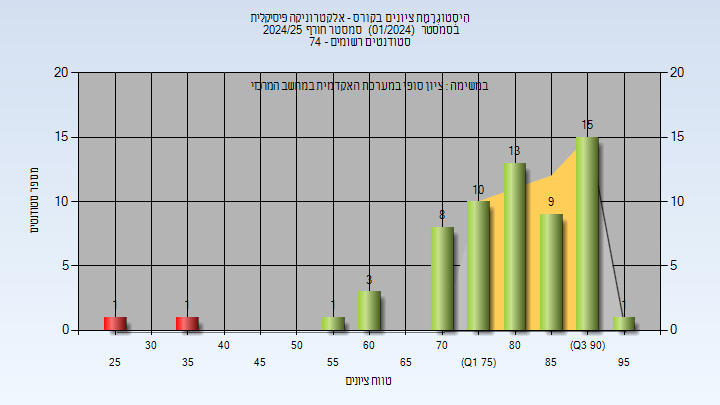 היסטוגרמת ציונים בקורס - אלקטרוניקה פיסיקלית
בסמסטר (01/2024) סמסטר חורף 2024/25
סטודנטים רשומים - 74
במשימה : ציון סופי במערכת האקדמית במחשב המרכזי
20 20
15 15
10 10
5 5
0 0
מספר סטודנטים
1 1 1 3 8 10 13 9 15 1
30 40 50 60 70 80 (Q3 90)
25 35 45 55 65 (Q1 75) 85 95
טווח ציונים